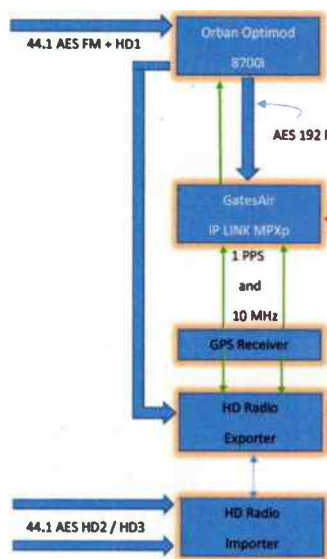 44.1 AES FM + HD1
Orban Optimod
8700i
AES 192
GatesAir
IP LINK MPXp
1 PPS
and
10 MHz
GPS Receiver
HD Radio
Exporter
44.1 AES HD2 / HD3
HD Radio
Importer